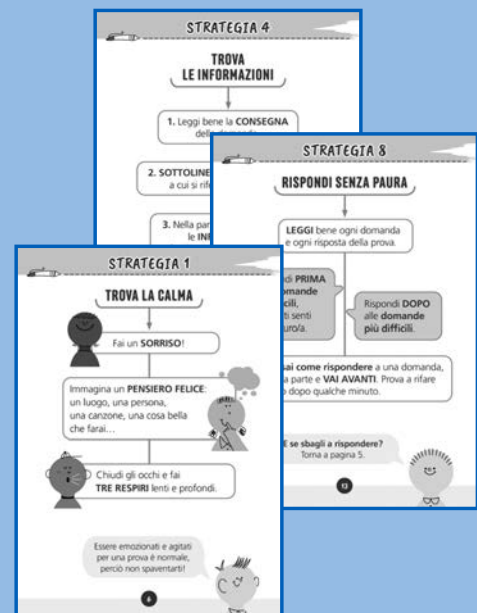 STRATEGIA 4
TROVA
LE INFORMAZIONI
1. Leggi bene la CONSEGNA
2. SOTTOLINE
a cui si rif
3. Nella par
le IN
STRATEGIA 8
RISPONDI SENZA PAURA
LEGGI bene ogni domanda
e ogni risposta della prova.
di PRIMA
omande
cili,
ti senti
uro/a.
Rispondi DOPO
alle domande
più difficili.
sai come rispondere a una domanda,
a parte e VAI AVANTI. Prova a rifare
dopo qualche minuto.
E se sbagli a rispondere?
Torna a pagina 5.
13
STRATEGIA 1
TROVA LA CALMA
Fai un SORRISO!
Immagina un PENSIERO FELICE:
un luogo, una persona,
una canzone, una cosa bella
che farai...
Chiudi gli occhi e fai
TRE RESPIRI lenti e profondi.
Essere emozionati e agitati
per una prova è normale,
perciò non spaventarti!
6